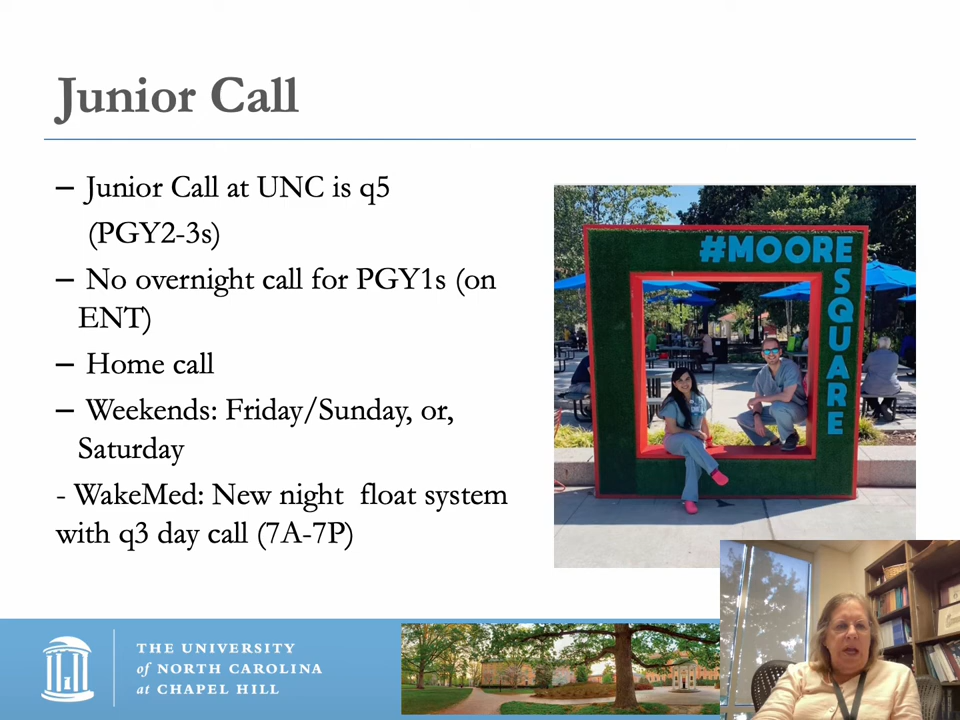 Junior Call
– Junior Call at UNC is q5
(PGY2-3s)
– No overnight call for PGY1s (on
ENT)
– Home call
– Weekends: Friday/Sunday, or,
Saturday
- WakeMed: New night float system
with q3 day call (7A-7P)
#MOORE
SQUARE
THE UNIVERSITY
of NORTH CAROLINA
at CHAPEL HILL